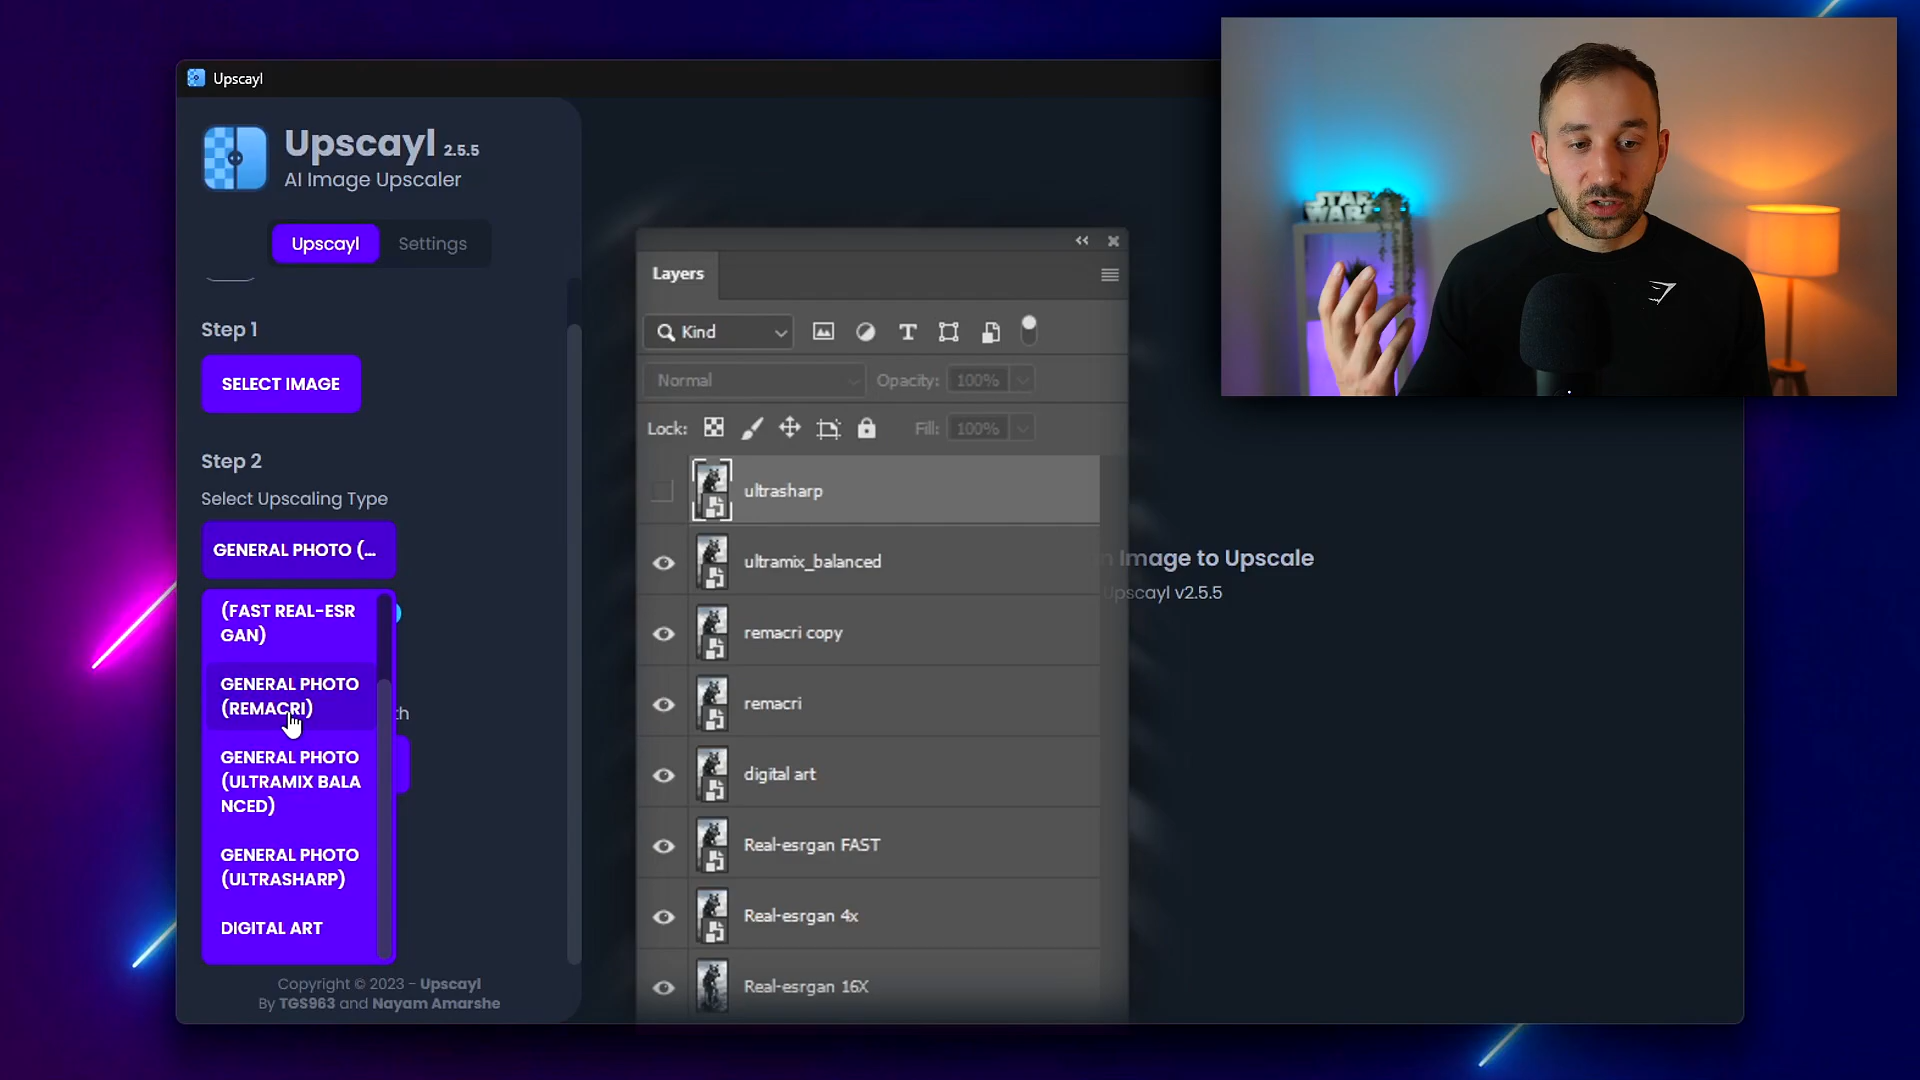 Upscayl
Upscayl 2.5.5
AI Image Upscaler
Upscayl
Settings
Step 1
SELECT IMAGE
Step 2
Select Upscaling Type
GENERAL PHOTO (...
(FAST REAL-ESR
GAN)
GENERAL PHOTO
(REMACRI)
GENERAL PHOTO
(ULTRAMIX BALA
NCED)
GENERAL PHOTO
(ULTRASHARP)
DIGITAL ART
th
Copyright © 2023 - Upscayl
By TGS963 and Nayam Amarshe
Layers
Kind
Normal
Opacity: 100%
Lock:
Fill: 100%
ultrasharp
ultramix_balanced
remacri copy
remacri
digital art
Real-esrgan FAST
Real-esrgan 4x
Real-esrgan 16X
n Image to Upscale
Upscayl v2.5.5
STAR
WARS